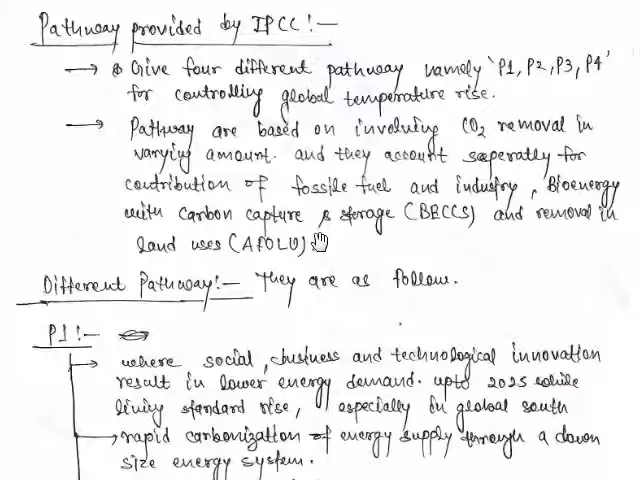 Pathway provided by IPCC :-
→ Give four different pathway namely 'P1, P2, P3, P4'
for controlling global temperature rise.
→ Pathway are based on involving CO2 removal in
varying amount. and they account seperatly for
contribution of fossile fuel and industry, Bioenergy
with carbon capture & storage (BECCS) and removal in
land uses (AFOLU).
Different Pathway :- They are as follow.
P1 :-
→ where social, business and technological innovation
result in lower energy demand. upto 2025 while
living standard rise, especially in global south
→ rapid carbonization of energy supply through a down
size energy system.